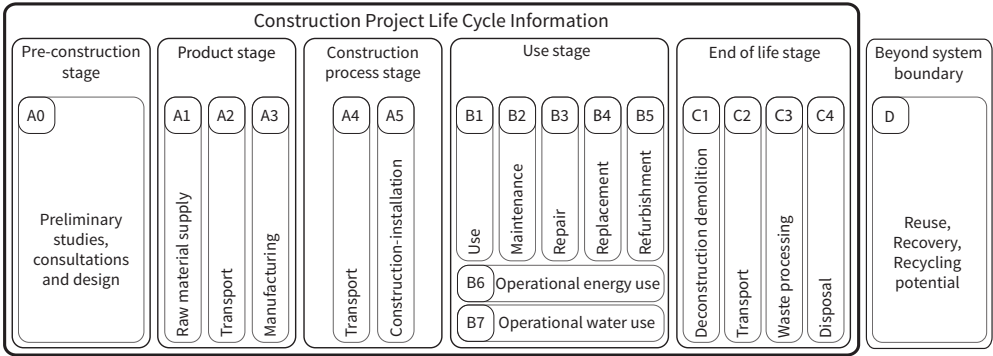 Construction Project Life Cycle Information
Pre-construction
stage
A0
Preliminary
studies,
consultations
and design
Product stage
A1
Raw material supply
A2
Transport
A3
Manufacturing
Construction
process stage
A4
Transport
A5
Construction-installation
Use stage
B1
Use
B2
Maintenance
B3
Repair
B4
Replacement
B5
Refurbishment
B6
Operational energy use
B7
Operational water use
End of life stage
C1
Deconstruction demolition
C2
Transport
C3
Waste processing
C4
Disposal
Beyond system
boundary
D
Reuse,
Recovery,
Recycling
potential